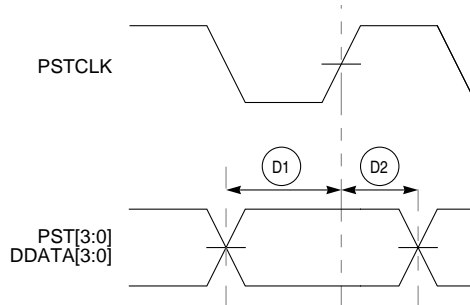 PSTCLK
D1
D2
PST[3:0]
DDATA[3:0]